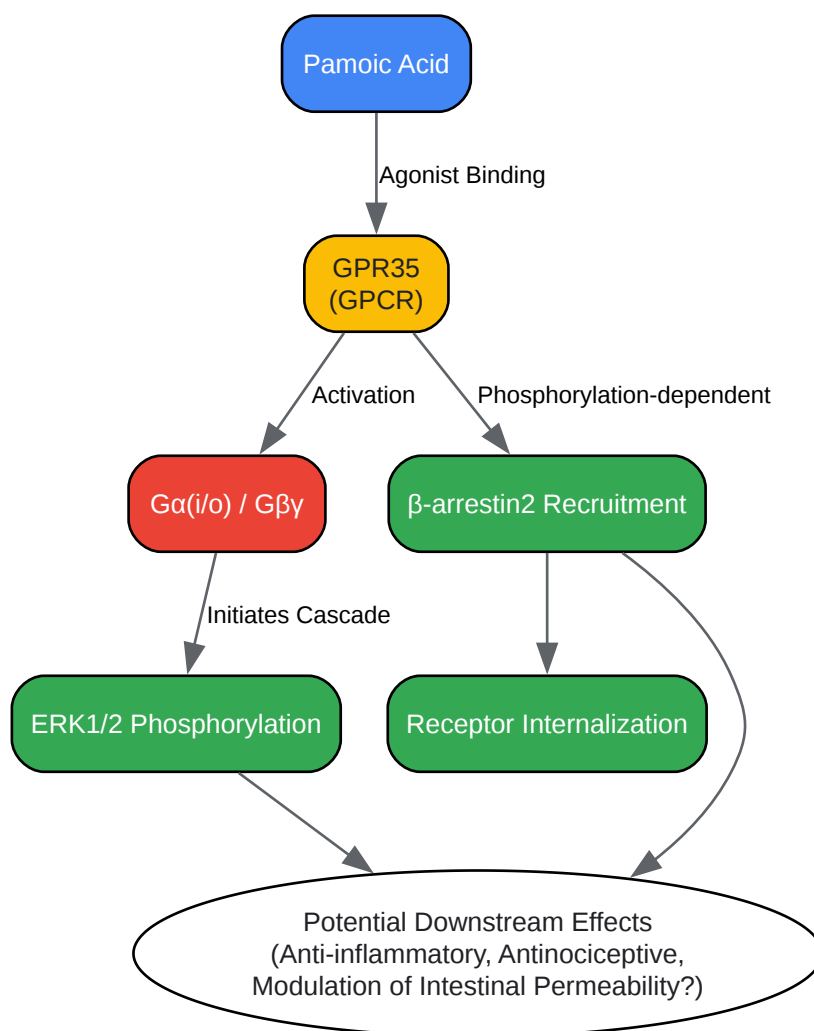 Pamoic Acid
Agonist Binding
GPR35
(GPCR)
Activation
Phosphorylation-dependent
Gα(i/o) / Gβγ
β-arrestin2 Recruitment
Initiates Cascade
ERK1/2 Phosphorylation
Receptor Internalization
Potential Downstream Effects
(Anti-inflammatory, Antinociceptive,
Modulation of Intestinal Permeability?)